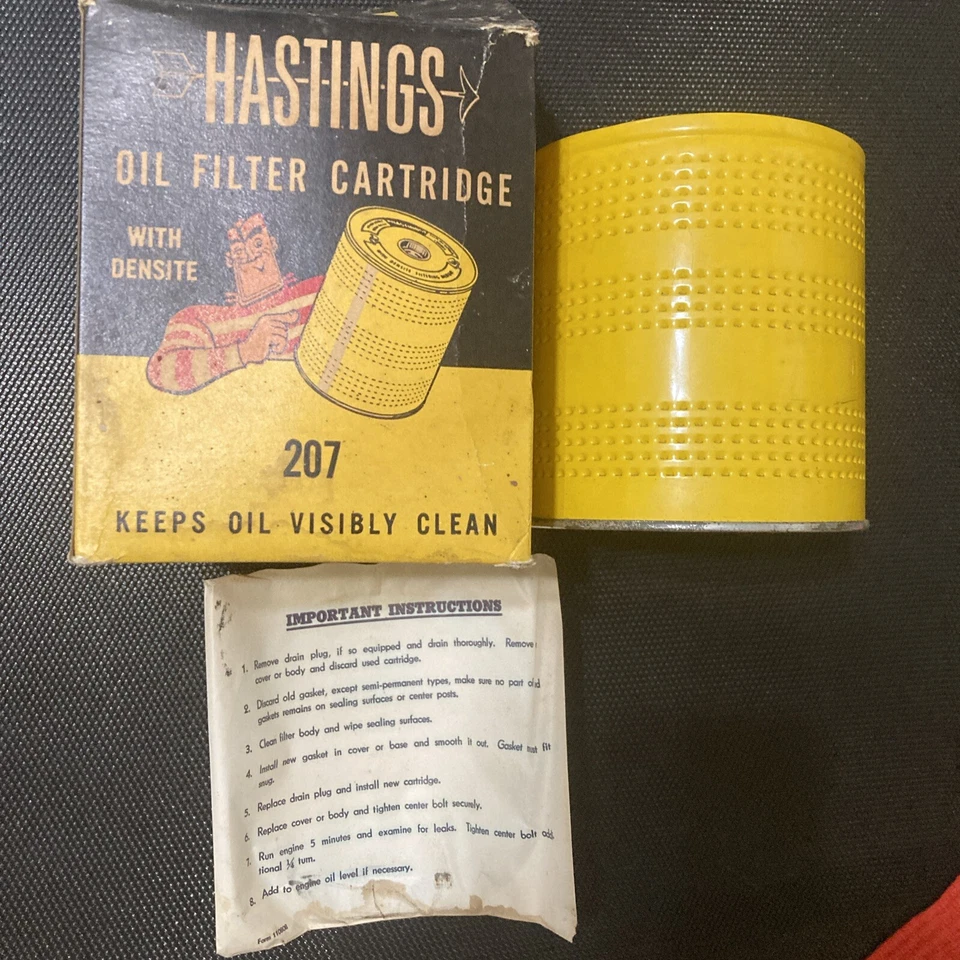 HASTINGS
OIL FILTER CARTRIDGE
WITH
DENSITE
207
KEEPS OIL VISIBLY CLEAN
IMPORTANT INSTRUCTIONS
1. Remove drain plug, if so equipped and drain thoroughly. Remove
cover or body and discard used cartridge.
2. Discard old gasket, except semi-permanent types, make sure no part old
gaskets remains on sealing surfaces or center posts.
3. Clean filter body and wipe sealing surfaces.
4. Install new gasket in cover or base and smooth it out. Gasket must fit
snug.
5. Replace drain plug and install new cartridge.
6. Replace cover or body and tighten center bolt securely.
7. Run engine 5 minutes and examine for leaks. Tighten center bolt addi-
tional turn.
8. Add to engine oil level if necessary.
Form